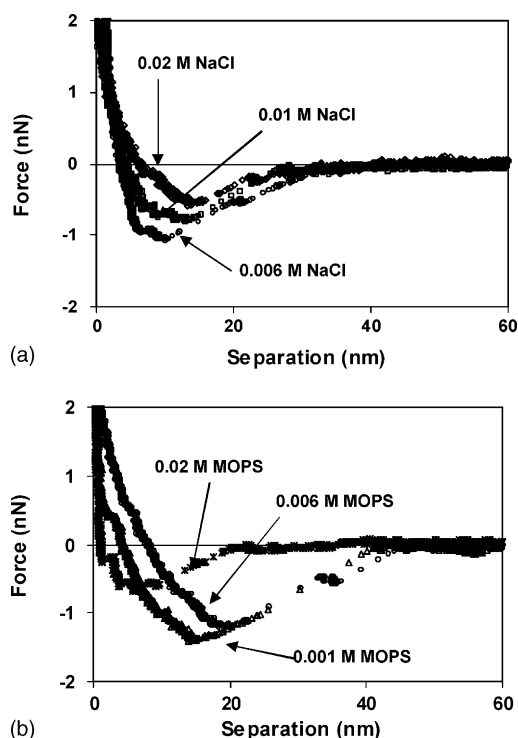 2
0.02 M NaCl
1
0.01 M NaCl
Force (nN)
0
-1
0.006 M NaCl
-2
0 20 40 60
(a)
Separation (nm)
2
0.02 M MOPS
1
0.006 M MOPS
Force (nN)
0
-1
0.001 M MOPS
-2
0 20 40 60
(b)
Separation (nm)